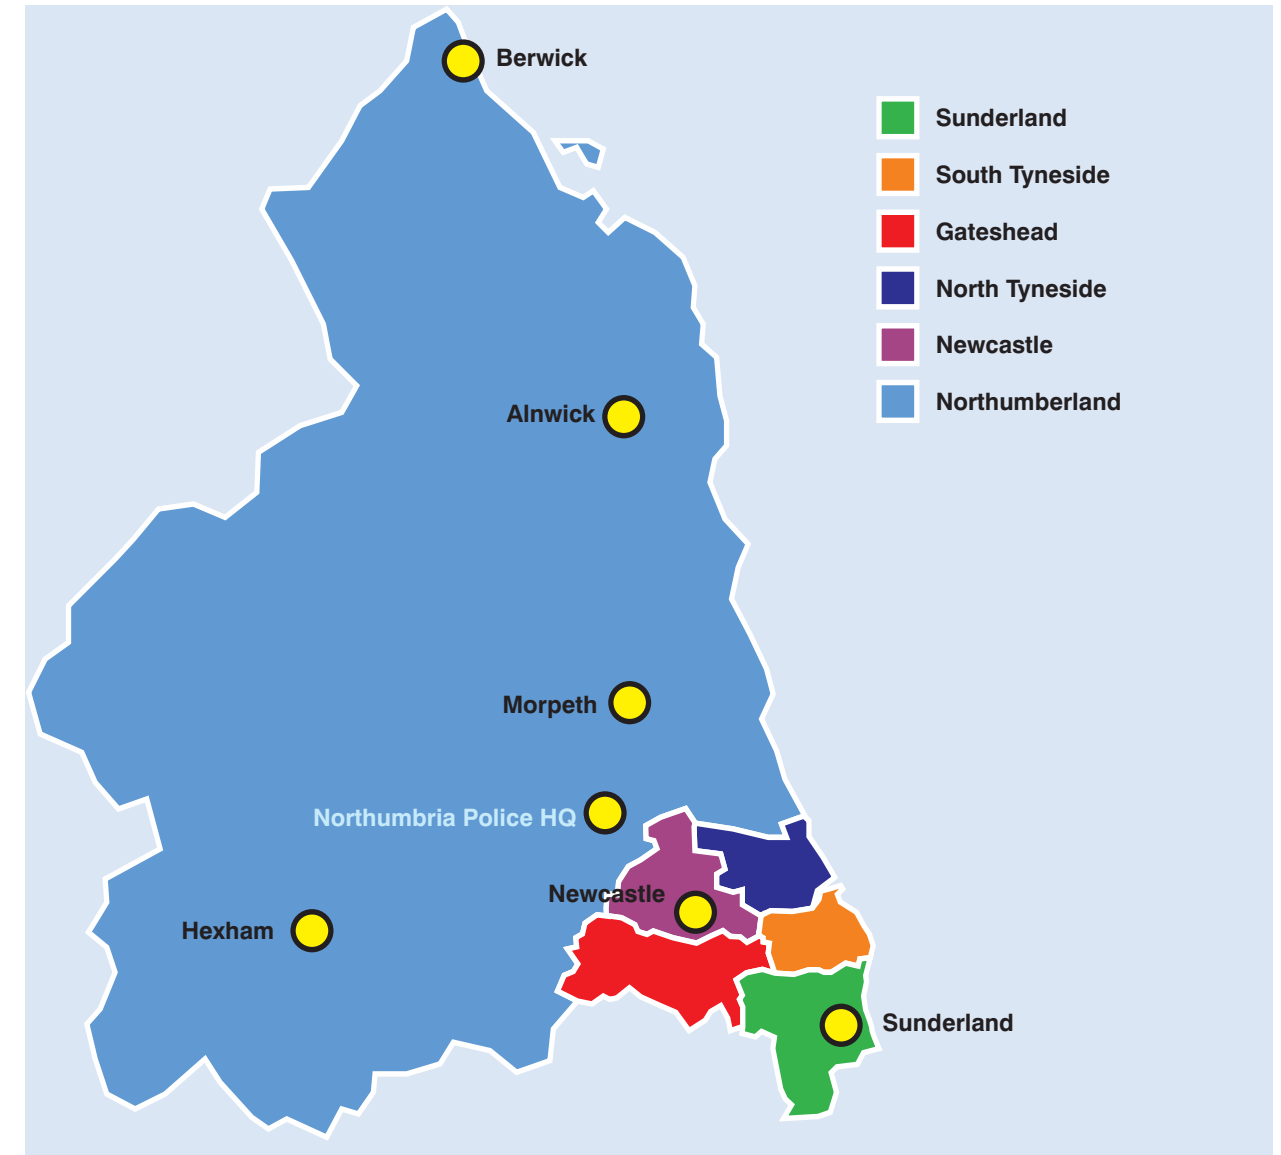 Berwick
Sunderland
South Tyneside
Gateshead
North Tyneside
Newcastle
Northumberland
Alnwick
Morpeth
Northumbria Police HQ
Newcastle
Hexham
Sunderland